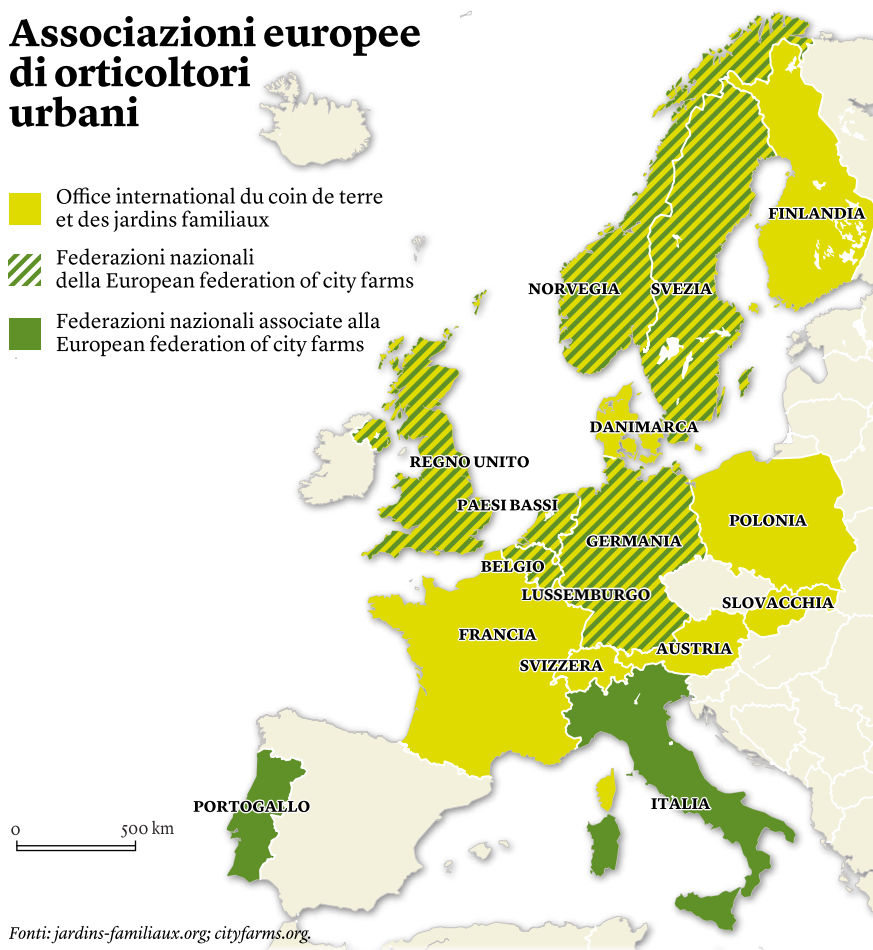 Associazioni europee
di orticoltori
urbani
Office international du coin de terre
et des jardins familiaux
Federazioni nazionali
della European federation of city farms
Federazioni nazionali associate alla
European federation of city farms
FINLANDIA
NORVEGIA
SVEZIA
DANIMARCA
REGNO UNITO
PAESI BASSI
POLONIA
GERMANIA
BELGIO
LUSSEMBURGO
SLOVACCHIA
FRANCIA
AUSTRIA
SVIZZERA
PORTOGALLO
ITALIA
0 500 km
Fonti: jardins-familiaux.org; cityfarms.org.